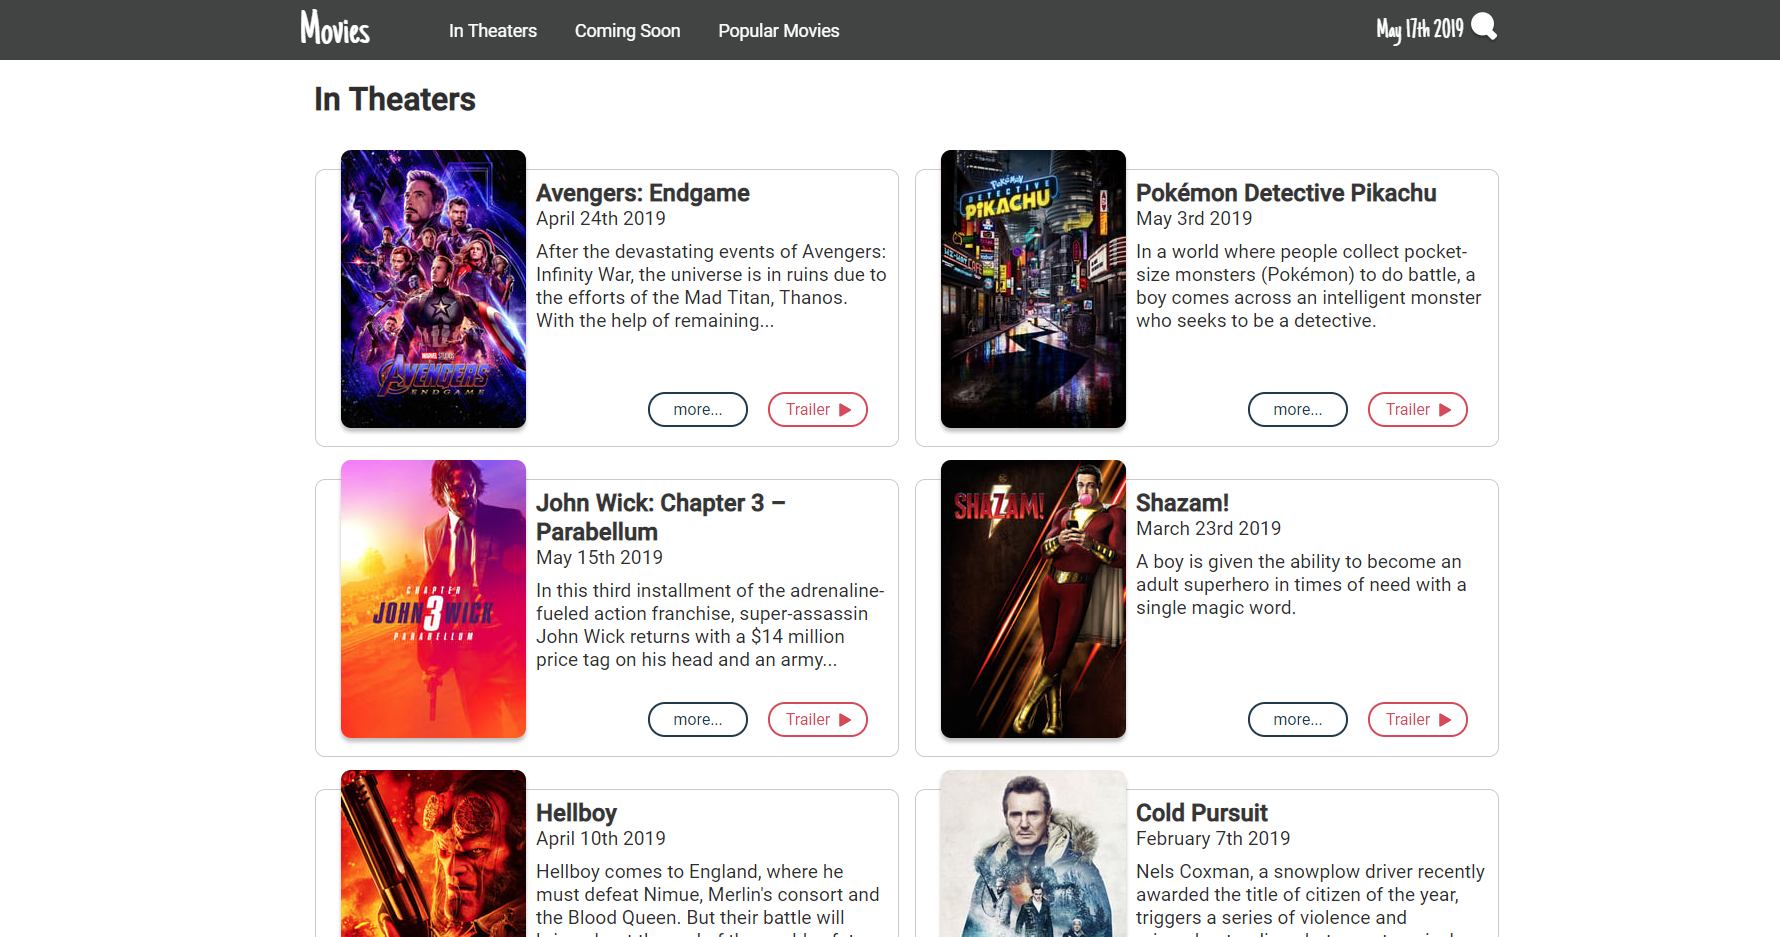 Movies
In Theaters
Coming Soon
Popular Movies
May 17th 2019
In Theaters
MARVEL STUDIOS
AVENGERS
ENDGAME
Avengers: Endgame
April 24th 2019
After the devastating events of Avengers:
Infinity War, the universe is in ruins due to
the efforts of the Mad Titan, Thanos.
With the help of remaining...
more...
Trailer
POKÉMON
DETECTIVE
PIKACHU
Pokémon Detective Pikachu
May 3rd 2019
In a world where people collect pocket-
size monsters (Pokémon) to do battle, a
boy comes across an intelligent monster
who seeks to be a detective.
more...
Trailer
CHAPTER
JOHN 3 WICK
PARABELLUM
John Wick: Chapter 3 –
Parabellum
May 15th 2019
In this third installment of the adrenaline-
fueled action franchise, super-assassin
John Wick returns with a $14 million
price tag on his head and an army...
more...
Trailer
SHAZAM!
Shazam!
March 23rd 2019
A boy is given the ability to become an
adult superhero in times of need with a
single magic word.
more...
Trailer
Hellboy
April 10th 2019
Hellboy comes to England, where he
must defeat Nimue, Merlin's consort and
the Blood Queen. But their battle will
Cold Pursuit
February 7th 2019
Nels Coxman, a snowplow driver recently
awarded the title of citizen of the year,
triggers a series of violence and